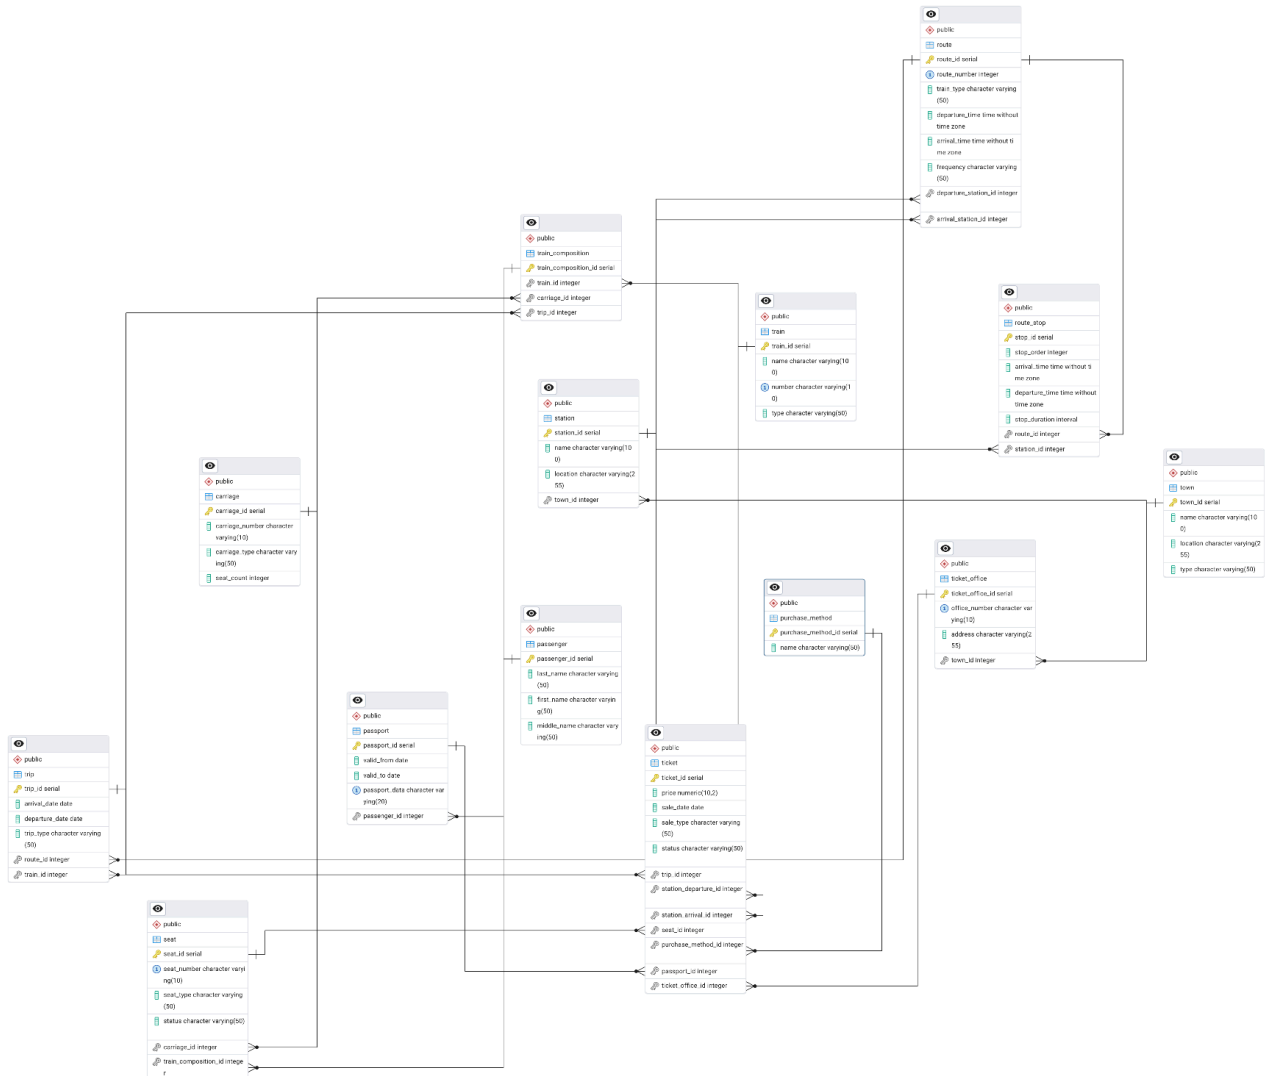 public
route
route_id serial
route_number integer
train_type character varying
(50)
departure_time time without
time zone
arrival_time time without ti
me zone
frequency character varying
(50)
departure_station_id integer
arrival_station_id integer
public
train_composition
train_composition_id serial
train_id integer
carriage_id integer
trip_id integer
public
train
train_id serial
name character varying(10
0)
number character varying(1
0)
type character varying(50)
public
route_stop
stop_id serial
stop_order integer
arrival_time time without ti
me zone
departure_time time without
time zone
stop_duration interval
route_id integer
station_id integer
public
station
station_id serial
name character varying(10
0)
location character varying(2
55)
town_id integer
public
town
town_id serial
name character varying(10
0)
location character varying(2
55)
type character varying(50)
public
carriage
carriage_id serial
carriage_number character
varying(10)
carriage_type character vary
ing(50)
seat_count integer
public
ticket_office
ticket_office_id serial
office_number character var
ying(10)
address character varying(2
55)
town_id integer
public
purchase_method
purchase_method_id serial
name character varying(50)
public
passenger
passenger_id serial
last_name character varying
(50)
first_name character varyin
g(50)
middle_name character vary
ing(50)
public
passport
passport_id serial
valid_from date
valid_to date
passport_data character var
ying(20)
passenger_id integer
public
ticket
ticket_id serial
price numeric(10,2)
sale_date date
sale_type character varying
(50)
status character varying(50)
trip_id integer
station_departure_id integer
station_arrival_id integer
seat_id integer
purchase_method_id integer
passport_id integer
ticket_office_id integer
public
trip
trip_id serial
arrival_date date
departure_date date
trip_type character varying
(50)
route_id integer
train_id integer
public
seat
seat_id serial
seat_number character varyi
ng(10)
seat_type character varying
(50)
status character varying(50)
carriage_id integer
train_composition_id intege
r